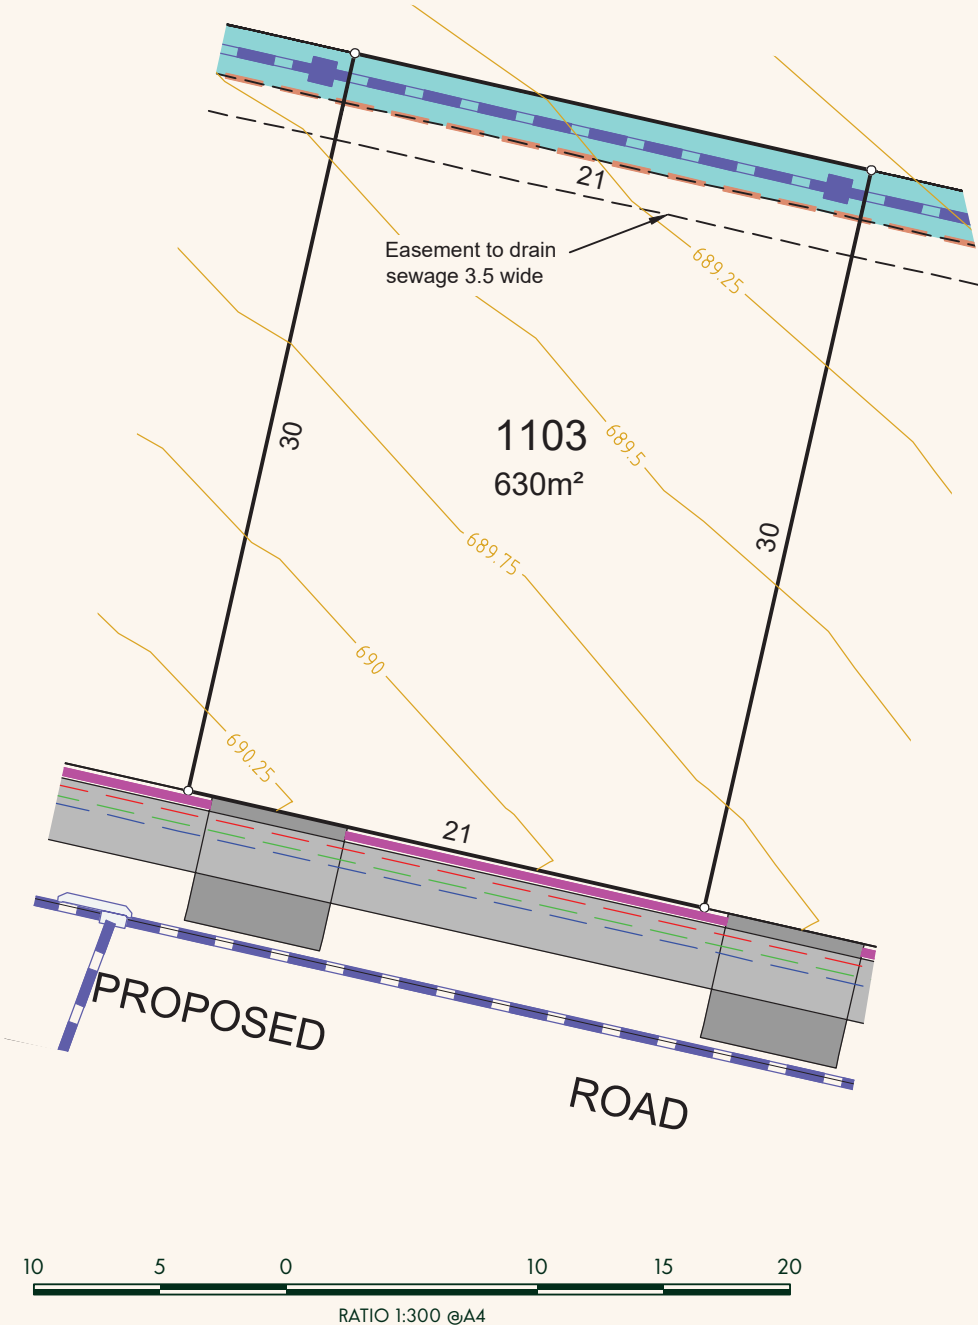 21
Easement to drain
sewage 3.5 wide
689.25
30
1103
630m²
689.5
30
689.75
690
690.25
21
PROPOSED
ROAD
10 5 0 10 15 20
RATIO 1:300 @A4